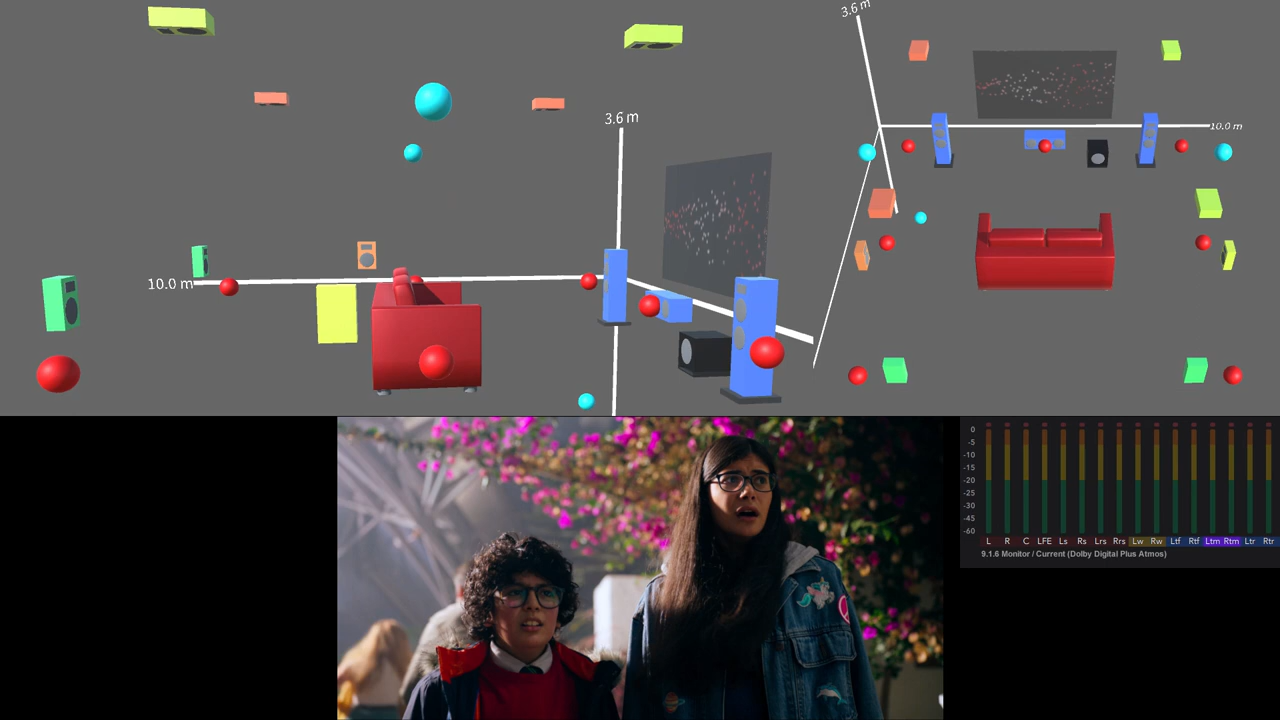 3.6 m
3.6 m
10.0 m
10.0 m
0
-5
-10
-15
-20
-25
-30
-35
-45
-60
L R C LFE Ls Rs Lrs Rrs Lw Rw Ltf Rtf Ltm Rtm Ltr Rtr
9.1.6 Monitor / Current (Dolby Digital Plus Atmos)